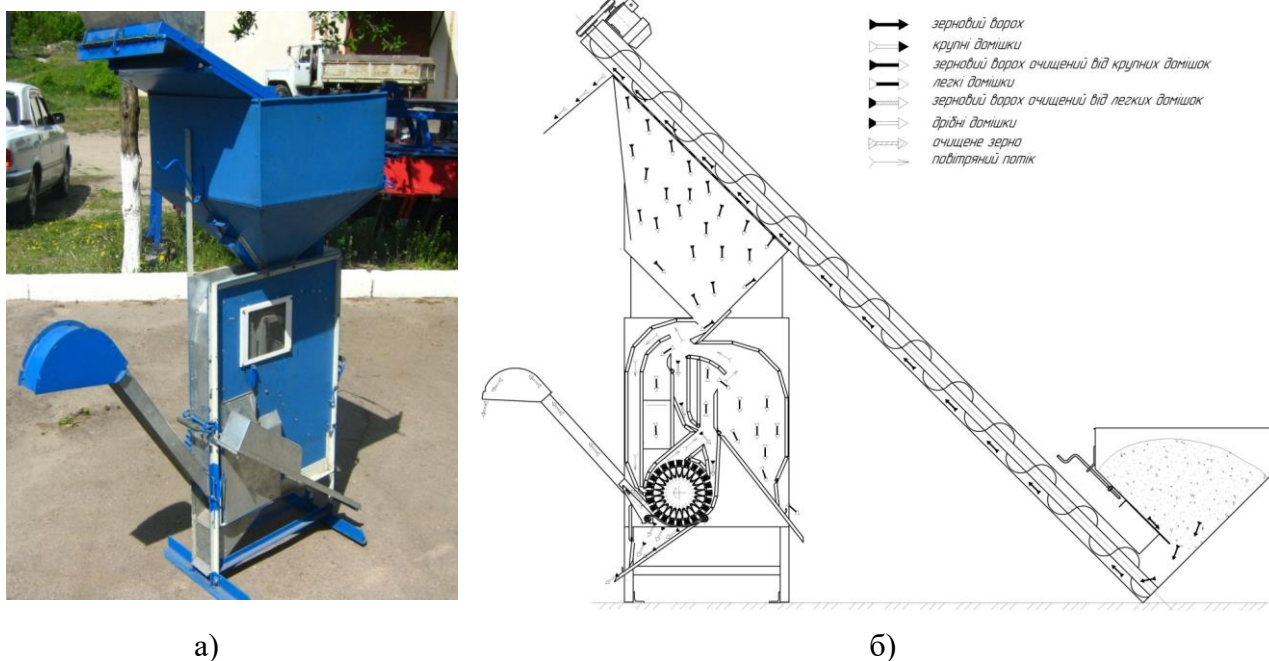 зерновий ворох
крупні домішки
зерновий ворох очищений від крупних домішок
легкі домішки
зерновий ворох очищений від легких домішок
дрібні домішки
очищене зерно
повітряний потік
а)
б)